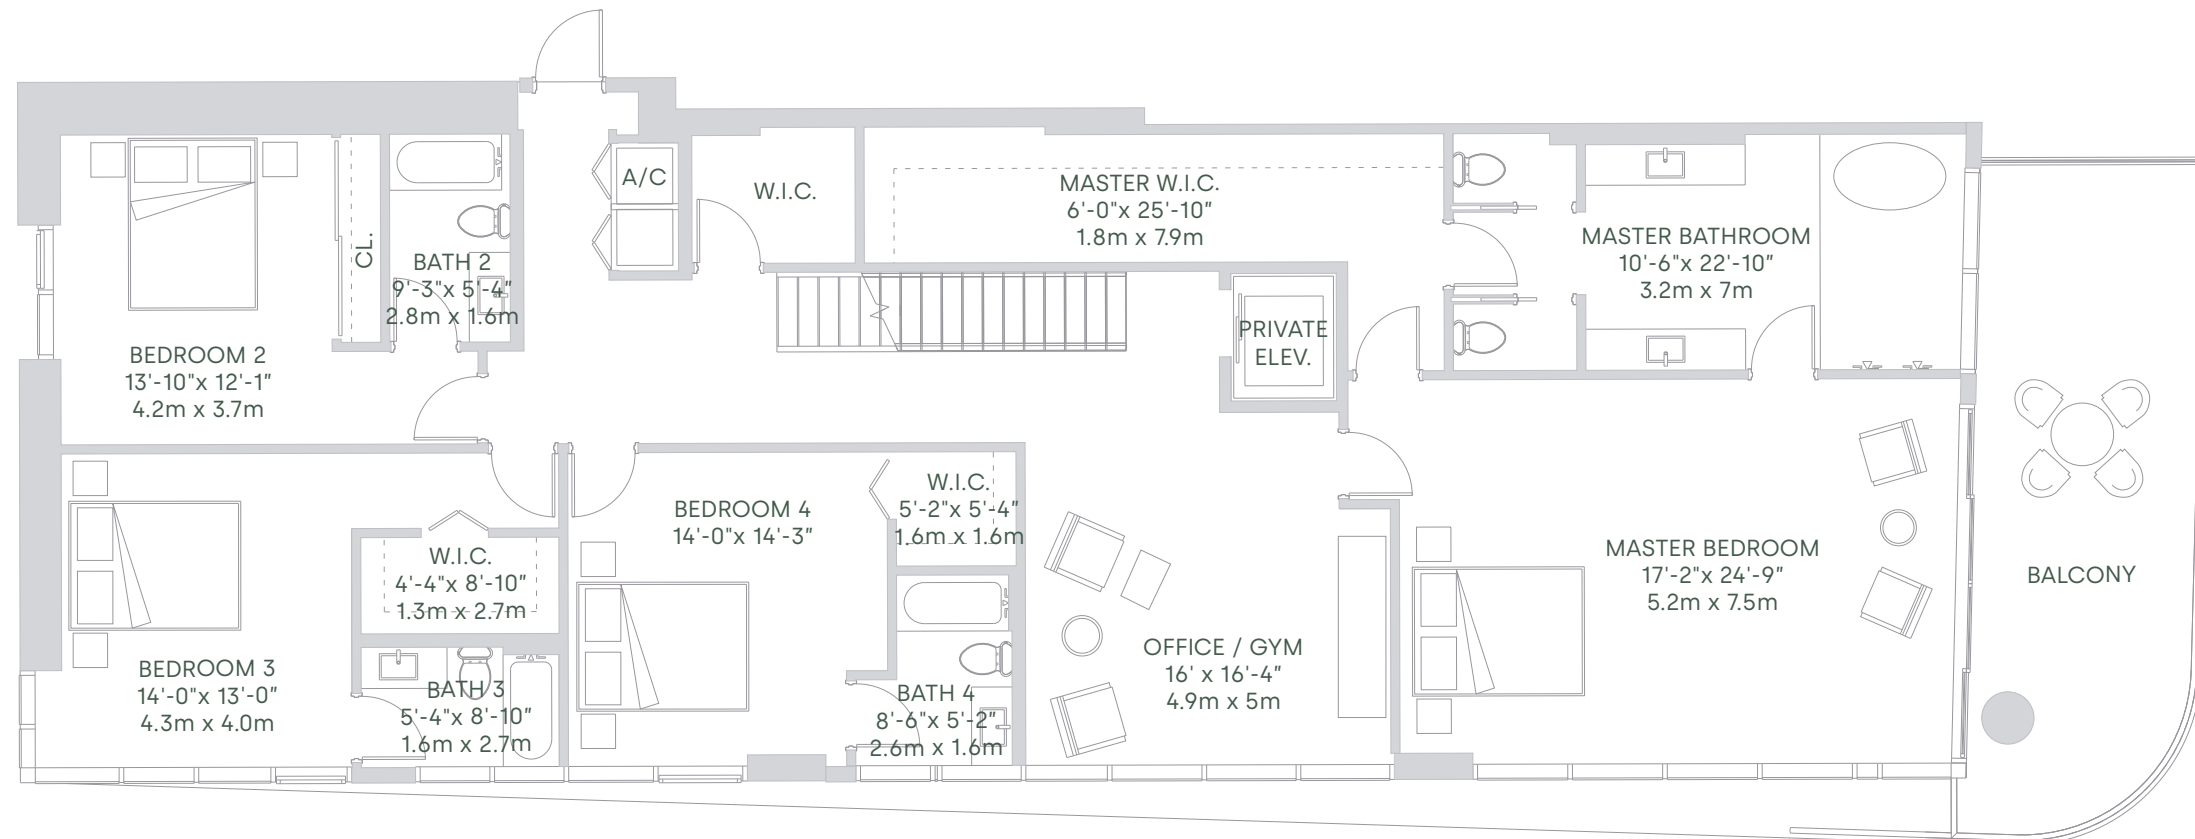 A/C
W.I.C.
MASTER W.I.C.
6'-0"x 25'-10"
1.8m x 7.9m
MASTER BATHROOM
10'-6"x 22'-10"
3.2m x 7m
CL.
BATH 2
9'-3"x 5'-4"
2.8m x 1.6m
PRIVATE
ELEV.
BEDROOM 2
13'-10"x 12'-1"
4.2m x 3.7m
BEDROOM 4
14'-0"x 14'-3"
W.I.C.
5'-2"x 5'-4"
1.6m x 1.6m
W.I.C.
4'-4"x 8'-10"
1.3m x 2.7m
MASTER BEDROOM
17'-2"x 24'-9"
5.2m x 7.5m
BALCONY
OFFICE / GYM
16' x 16'-4"
4.9m x 5m
BEDROOM 3
14'-0"x 13'-0"
4.3m x 4.0m
BATH 3
5'-4"x 8'-10"
1.6m x 2.7m
BATH 4
8'-6"x 5'-2"
2.6m x 1.6m